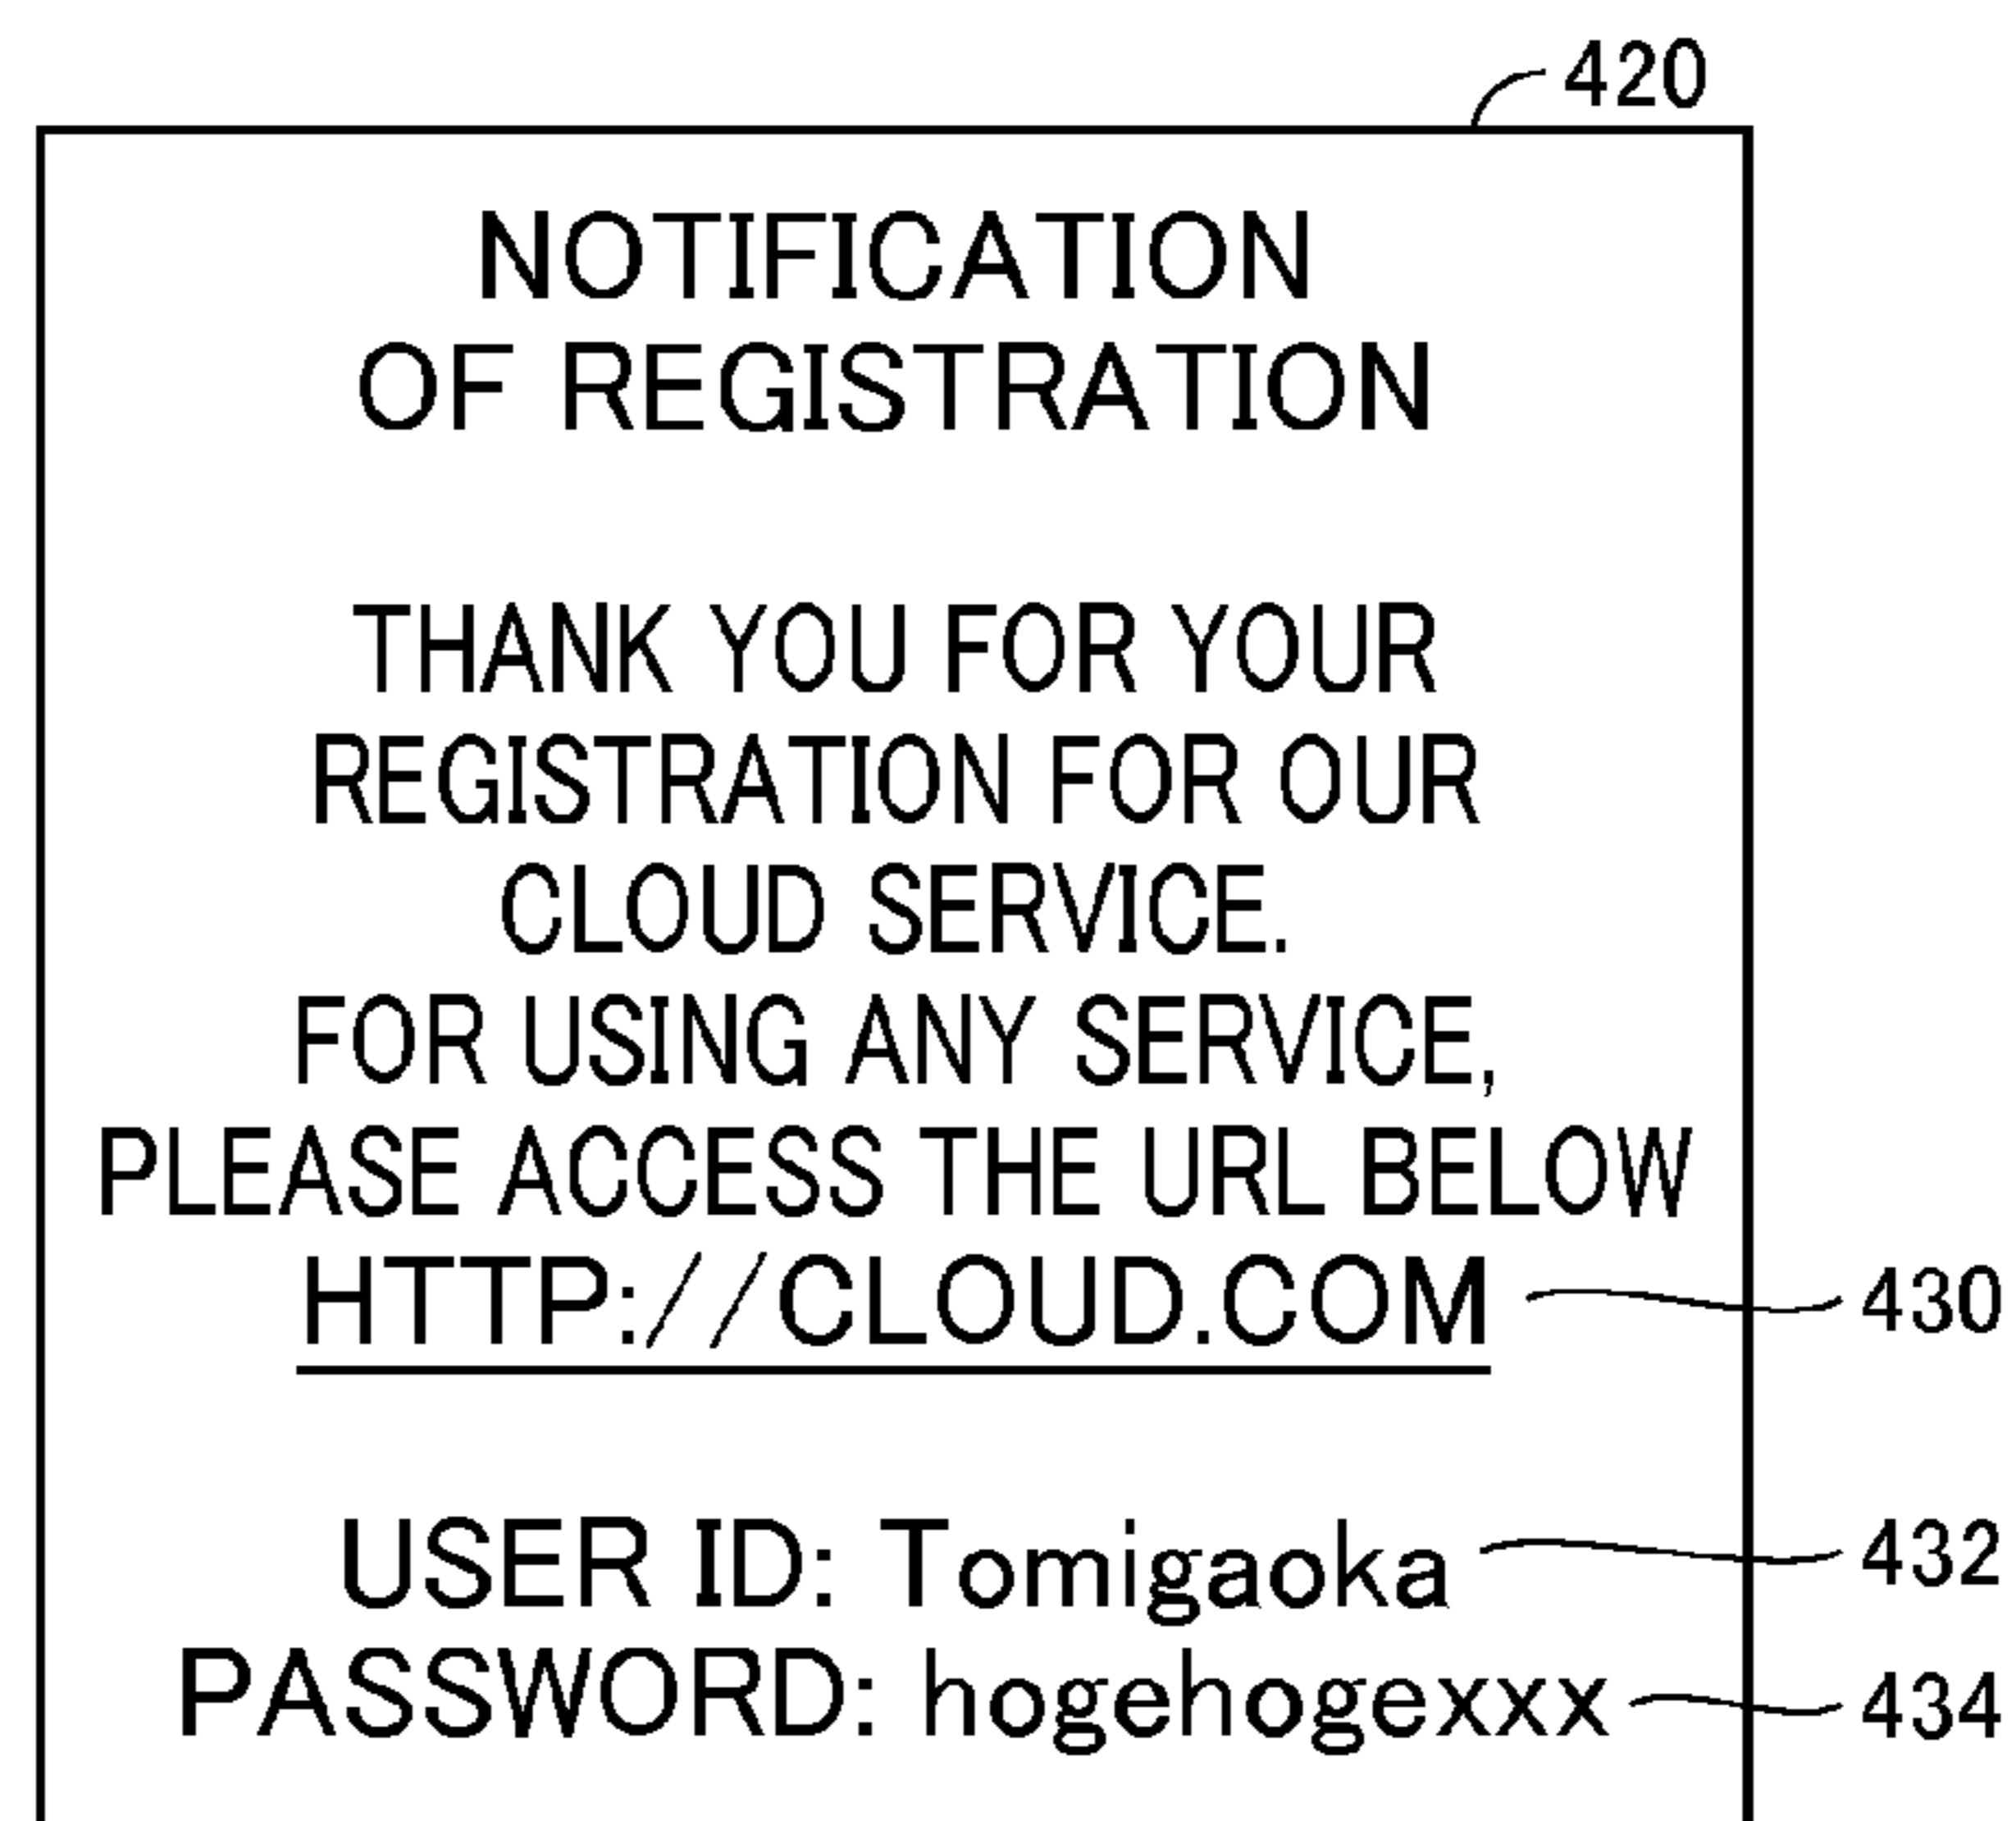 420
NOTIFICATION
OF REGISTRATION
THANK YOU FOR YOUR
REGISTRATION FOR OUR
CLOUD SERVICE.
FOR USING ANY SERVICE,
PLEASE ACCESS THE URL BELOW
HTTP://CLOUD.COM 430
USER ID: Tomigaoka 432
PASSWORD: hogehogexxx 434